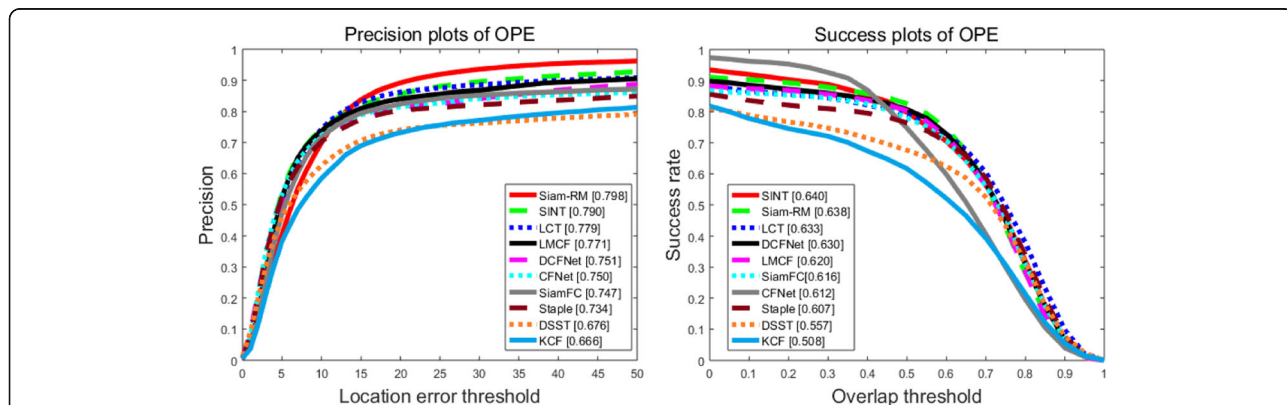 Precision plots of OPE
1
0.9
0.8
0.7
0.6
0.5
0.4
0.3
0.2
0.1
0
Precision
Siam-RM [0.798]
SINT [0.790]
LCT [0.779]
LMCF [0.771]
DCFNet [0.751]
CFNet [0.750]
SiamFC [0.747]
Staple [0.734]
DSST [0.676]
KCF [0.666]
0 5 10 15 20 25 30 35 40 45 50
Location error threshold
Success plots of OPE
1
0.9
0.8
0.7
0.6
0.5
0.4
0.3
0.2
0.1
0
Success rate
SINT [0.640]
Siam-RM [0.638]
LCT [0.633]
DCFNet [0.630]
LMCF [0.620]
SiamFC[0.616]
CFNet [0.612]
Staple [0.607]
DSST [0.557]
KCF [0.508]
0 0.1 0.2 0.3 0.4 0.5 0.6 0.7 0.8 0.9 1
Overlap threshold